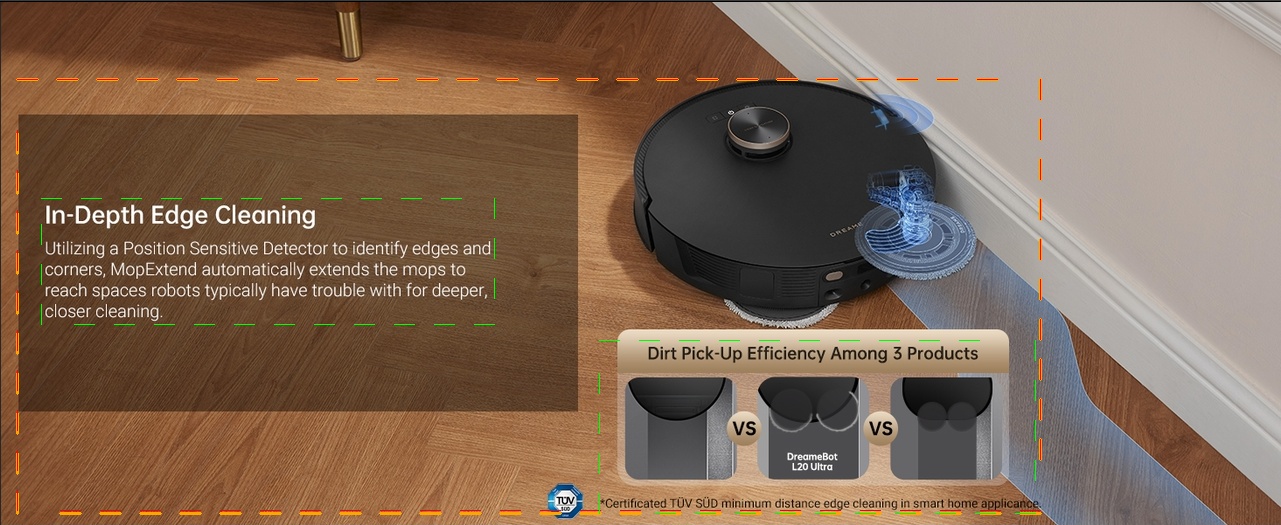 In-Depth Edge Cleaning
Utilizing a Position Sensitive Detector to identify edges and
corners, MopExtend automatically extends the mops to
reach spaces robots typically have trouble with for deeper,
closer cleaning.
Dirt Pick-Up Efficiency Among 3 Products
VS
VS
DreameBot
L20 Ultra
TÜV
SÜD
*Certificated TÜV SÜD minimum distance edge cleaning in smart home applicance.